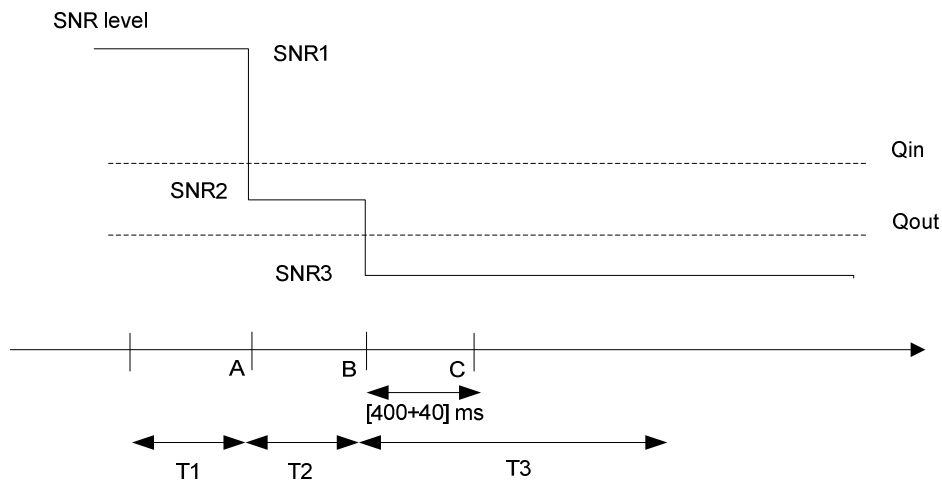 SNR level
SNR1
Qin
SNR2
Qout
SNR3
A
B
C
[400+40] ms
T1
T2
T3